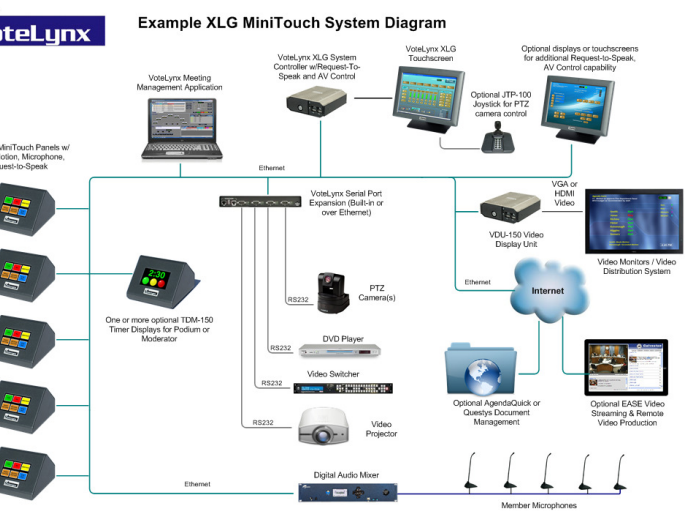 oteLynx
Example XLG MiniTouch System Diagram
VoteLynx Meeting
Management Application
VoteLynx XLG System
Controller w/Request-To-
Speak and AV Control
VoteLynx XLG
Touchscreen
Optional JTP-100
Joystick for PTZ
camera control
Optional displays or touchscreens
for additional Request-to-Speak,
AV Control capability
MiniTouch Panels w/
otion, Microphone,
uest-to-Speak
Ethernet
VoteLynx Serial Port
Expansion (Built-in or
over Ethernet)
VGA or
HDMI
Video
VDU-150 Video
Display Unit
Video Monitors / Video
Distribution System
2:30
One or more optional TDM-150
Timer Displays for Podium or
Moderator
RS232
PTZ
Camera(s)
Ethernet
Internet
RS232
DVD Player
RS232
Video Switcher
RS232
Video
Projector
Optional AgendaQuick or
Questys Document
Management
Optional EASE Video
Streaming & Remote
Video Production
Ethernet
Digital Audio Mixer
Member Microphones